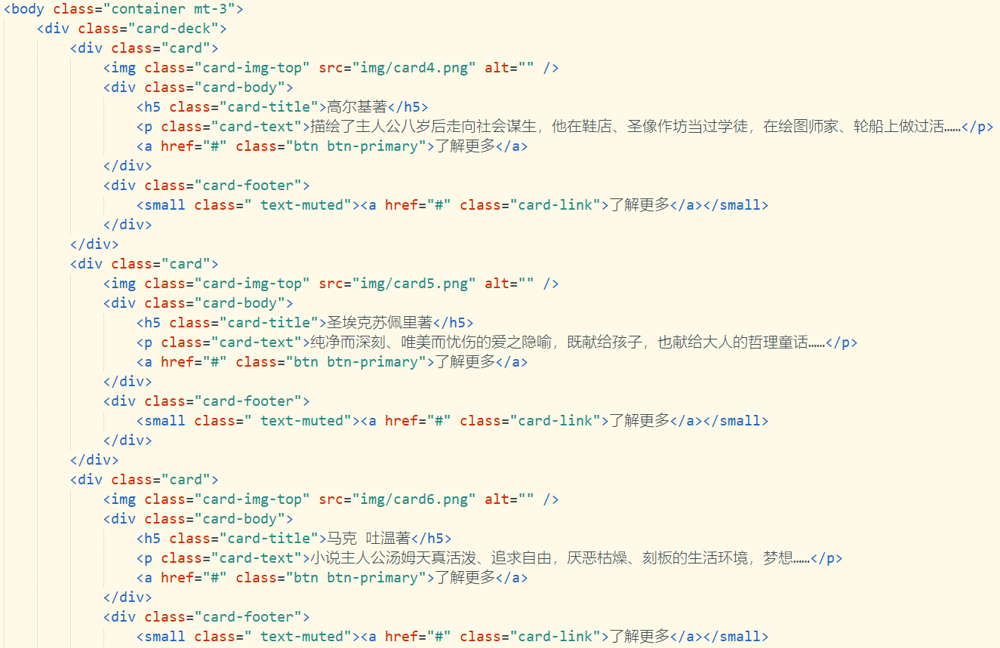 <body class="container mt-3">
    <div class="card-deck">
        <div class="card">
            <img class="card-img-top" src="img/card4.png" alt="" />
            <div class="card-body">
                <h5 class="card-title">高尔基著</h5>
                <p class="card-text">描绘了主人公八岁后走向社会谋生，他在鞋店、圣像作坊当过学徒，在绘图师家、轮船上做过活……</p>
                <a href="#" class="btn btn-primary">了解更多</a>
            </div>
            <div class="card-footer">
                <small class=" text-muted"><a href="#" class="card-link">了解更多</a></small>
            </div>
        </div>
        <div class="card">
            <img class="card-img-top" src="img/card5.png" alt="" />
            <div class="card-body">
                <h5 class="card-title">圣埃克苏佩里著</h5>
                <p class="card-text">纯净而深刻、唯美而忧伤的爱之隐喻，既献给孩子，也献给大人的哲理童话……</p>
                <a href="#" class="btn btn-primary">了解更多</a>
            </div>
            <div class="card-footer">
                <small class=" text-muted"><a href="#" class="card-link">了解更多</a></small>
            </div>
        </div>
        <div class="card">
            <img class="card-img-top" src="img/card6.png" alt="" />
            <div class="card-body">
                <h5 class="card-title">马克 吐温著</h5>
                <p class="card-text">小说主人公汤姆天真活泼、追求自由，厌恶枯燥、刻板的生活环境，梦想……</p>
                <a href="#" class="btn btn-primary">了解更多</a>
            </div>
            <div class="card-footer">
                <small class=" text-muted"><a href="#" class="card-link">了解更多</a></small>